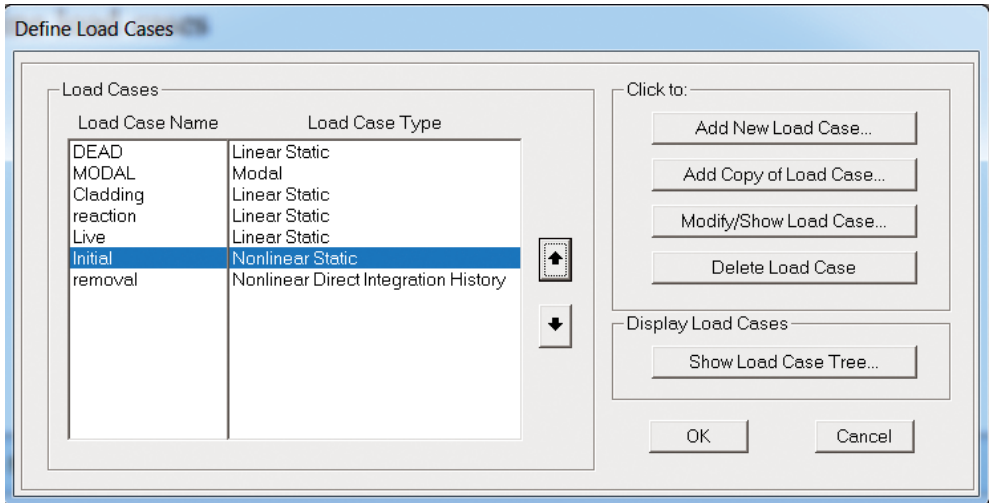 Define Load Cases
Load Cases
Load Case Name Load Case Type
DEAD Linear Static
MODAL Modal
Cladding Linear Static
reaction Linear Static
Live Linear Static
Initial Nonlinear Static
removal Nonlinear Direct Integration History
Click to:
Add New Load Case...
Add Copy of Load Case...
Modify/Show Load Case...
Delete Load Case
Display Load Cases
Show Load Case Tree...
OK Cancel